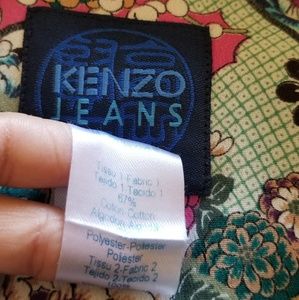 KENZO
JEANS
Tissu 1 Fabric 1
Tejido 1 Tecido 1
67%
Coton Cotton
Algodon
Polyester-Poliester
Poliester
Tissu 2-Fabric 2
Tejido 2-Tecido 2